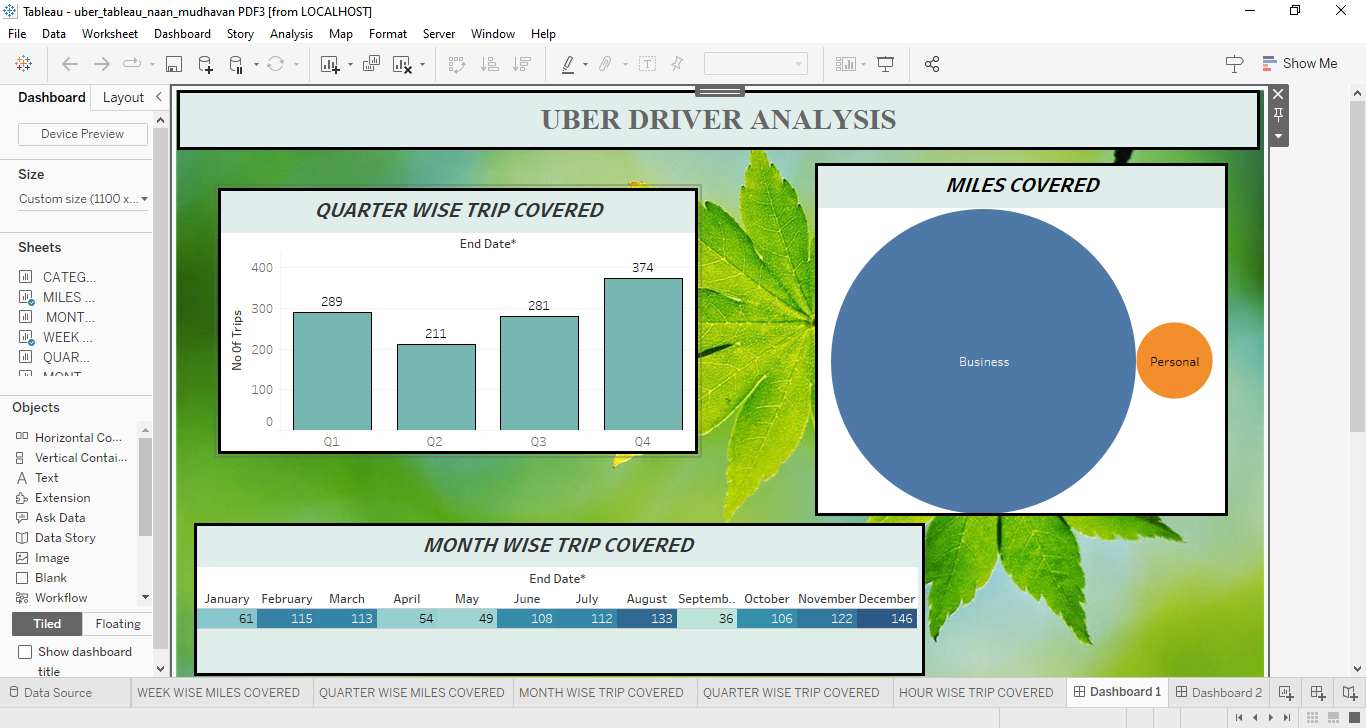 Tableau - uber_tableau_naan_mudhavan PDF3 [from LOCALHOST]
File Data Worksheet Dashboard Story Analysis Map Format Server Window Help
Show Me
Dashboard Layout
Device Preview
Size
Custom size (1100 x...
Sheets
CATEG...
MILES ...
MONT...
WEEK ...
QUAR...
MONT
Objects
Horizontal Co...
Vertical Contai...
Text
Extension
Ask Data
Data Story
Image
Blank
Workflow
Tiled Floating
Show dashboard
title
UBER DRIVER ANALYSIS
QUARTER WISE TRIP COVERED
End Date*
No Of Trips
400
300
200
100
0
289
211
281
374
Q1 Q2 Q3 Q4
MILES COVERED
Business
Personal
MONTH WISE TRIP COVERED
End Date*
January February March April May June July August Septemb.. October November December
61 115 113 54 49 108 112 133 36 106 122 146
Data Source WEEK WISE MILES COVERED QUARTER WISE MILES COVERED MONTH WISE TRIP COVERED QUARTER WISE TRIP COVERED HOUR WISE TRIP COVERED Dashboard 1 Dashboard 2